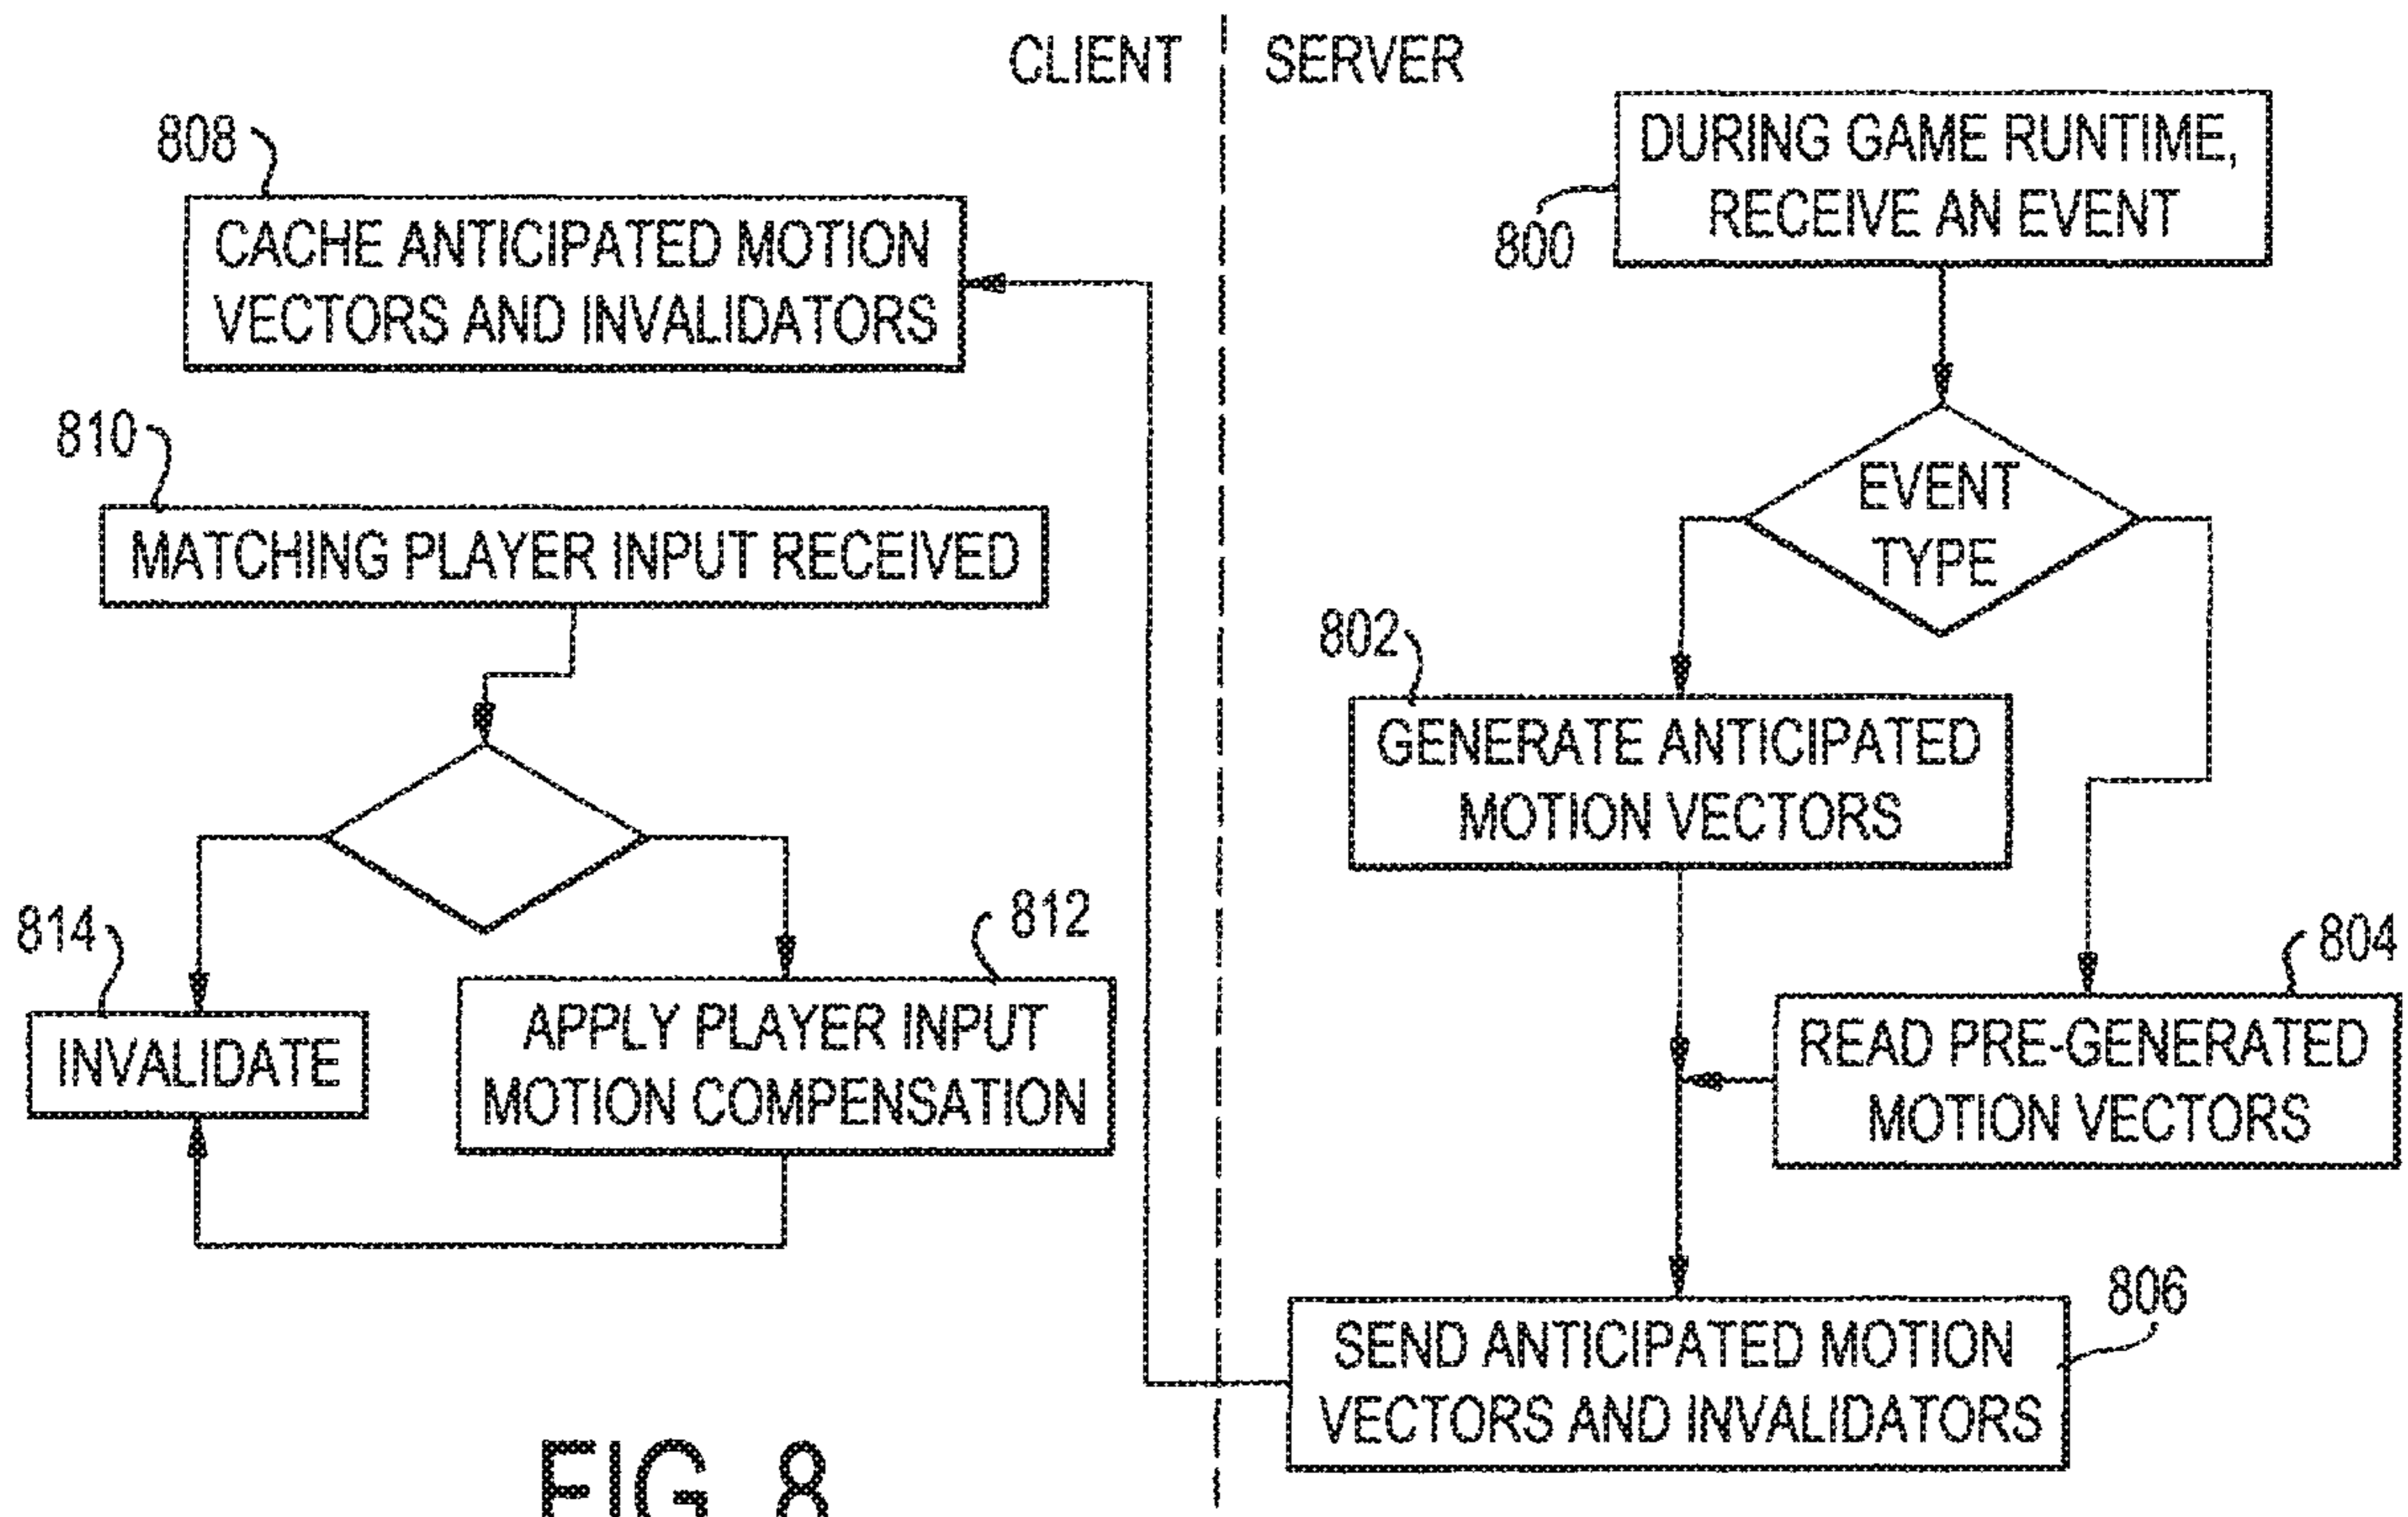 CLIENT
SERVER
808
CACHE ANTICIPATED MOTION
VECTORS AND INVALIDATORS
810
MATCHING PLAYER INPUT RECEIVED
814
INVALIDATE
812
APPLY PLAYER INPUT
MOTION COMPENSATION
DURING GAME RUNTIME,
RECEIVE AN EVENT
800
EVENT
TYPE
802
GENERATE ANTICIPATED
MOTION VECTORS
804
READ PRE-GENERATED
MOTION VECTORS
806
SEND ANTICIPATED MOTION
VECTORS AND INVALIDATORS
FIG. 8